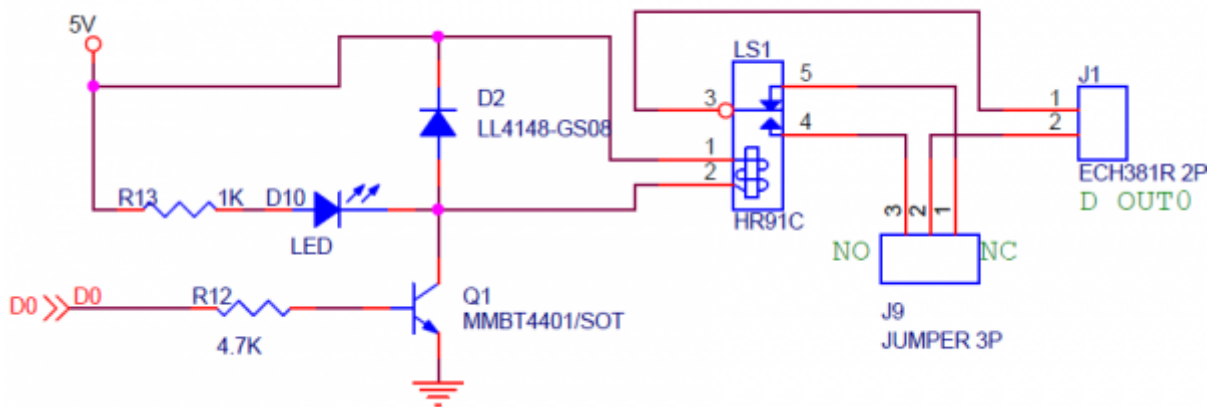 5V
LS1
5
J1
D2
3
1
LL4148-GS08
4
2
1
ECH381R 2P
R13
1K
D10
2
D OUT0
LED
HR91C
3
2
1
NO
NC
D0
D0
R12
Q1
J9
4.7K
MMBT4401/SOT
JUMPER 3P